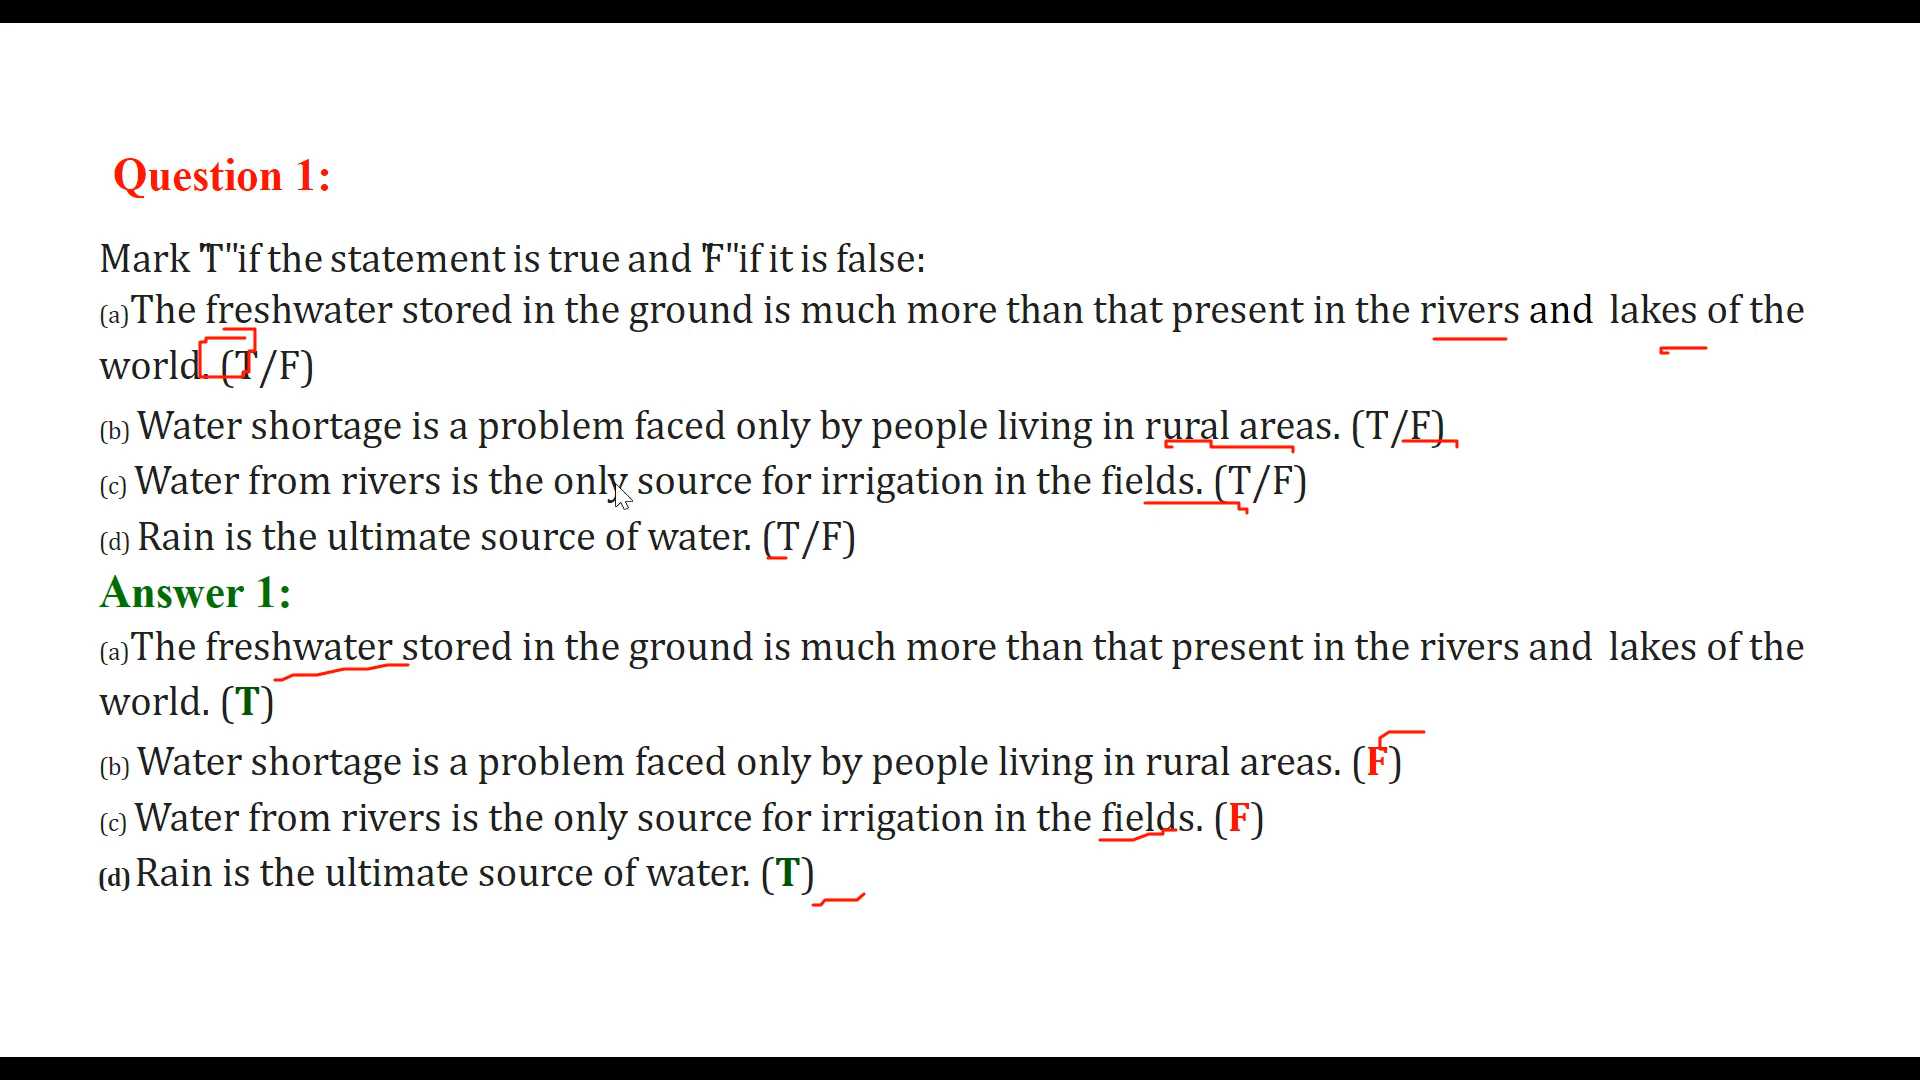 Question 1:
Mark "T" if the statement is true and "F" if it is false:
(a) The freshwater stored in the ground is much more than that present in the rivers and lakes of the
world. (T/F)
(b) Water shortage is a problem faced only by people living in rural areas. (T/F)
(c) Water from rivers is the only source for irrigation in the fields. (T/F)
(d) Rain is the ultimate source of water. (T/F)
Answer 1:
(a) The freshwater stored in the ground is much more than that present in the rivers and lakes of the
world. (T)
(b) Water shortage is a problem faced only by people living in rural areas. (F)
(c) Water from rivers is the only source for irrigation in the fields. (F)
(d) Rain is the ultimate source of water. (T)